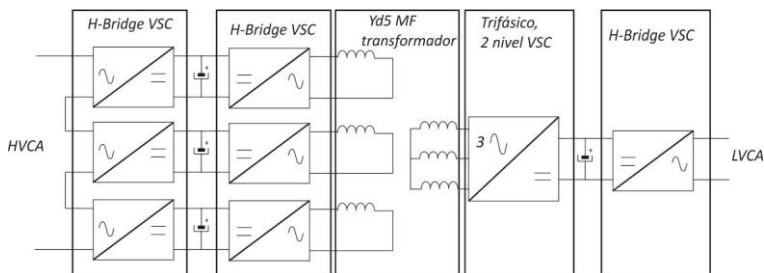 H-Bridge VSC
H-Bridge VSC
Yd5 MF
transformador
Trifásico,
2 nivel VSC
H-Bridge VSC
HVCA
3
LVCA
+
+
+
+